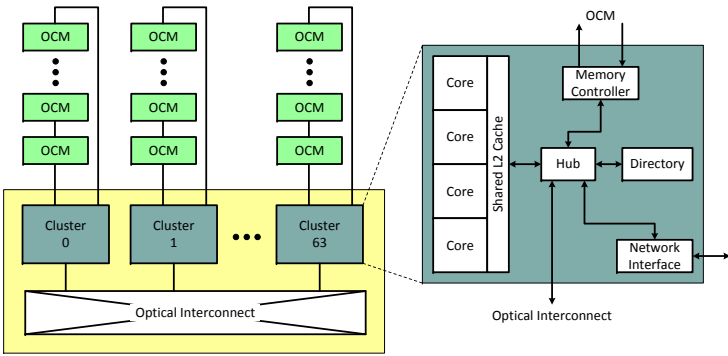 OCM
OCM
OCM
OCM
OCM
OCM
OCM
OCM
OCM
Cluster
0
Cluster
1
Cluster
63
Optical Interconnect
OCM
Memory
Controller
Core
Core
Core
Core
Shared L2 Cache
Hub
Directory
Network
Interface
Optical Interconnect